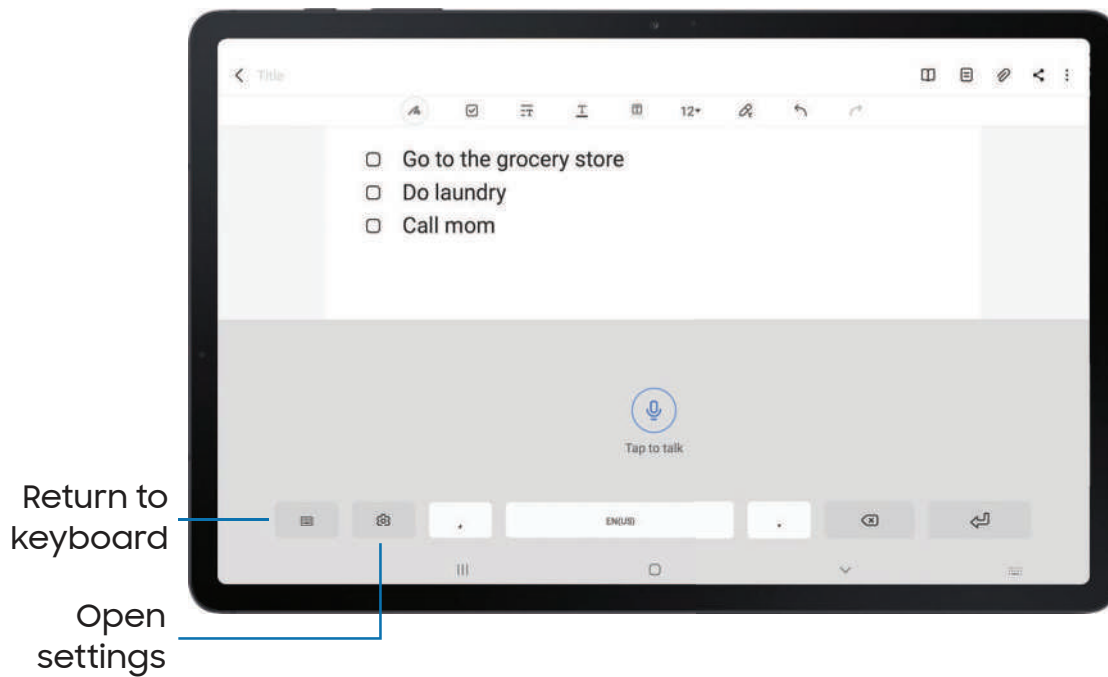 Title
12
Go to the grocery store
Do laundry
Call mom
Tap to talk
Return to
keyboard
, EN(US) .
Open
settings